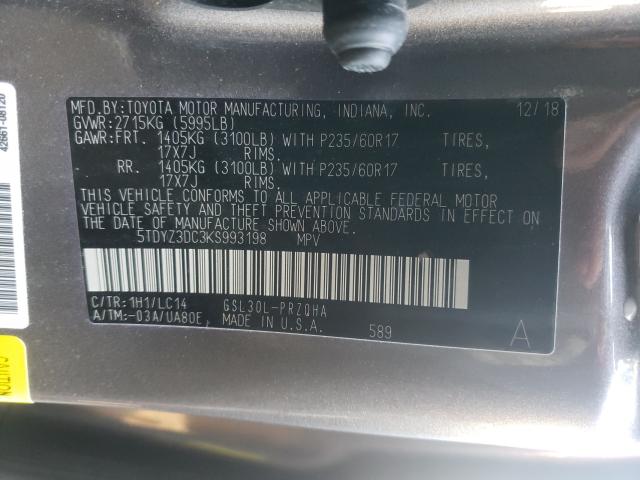 MFD.BY:TOYOTA MOTOR MANUFACTURING, INDIANA, INC. 12/18
GVWR:2715KG (5995LB)
GAWR:FRT. 1405KG (3100LB) WITH P235/60R17 TIRES,
17X7J RIMS.
RR. 1405KG (3100LB) WITH P235/60R17 TIRES,
17X7J RIMS.
THIS VEHICLE CONFORMS TO ALL APPLICABLE FEDERAL MOTOR
VEHICLE SAFETY AND THEFT PREVENTION STANDARDS IN EFFECT ON
THE DATE OF MANUFACTURE SHOWN ABOVE.
5TDYZ3DC3KS993198 MPV
C/TR:1H1/LC14 GSL30L-PRZQHA
A/TM:-03A/UA80E, MADE IN U.S.A. 589 A
42661-08120
CAUTION